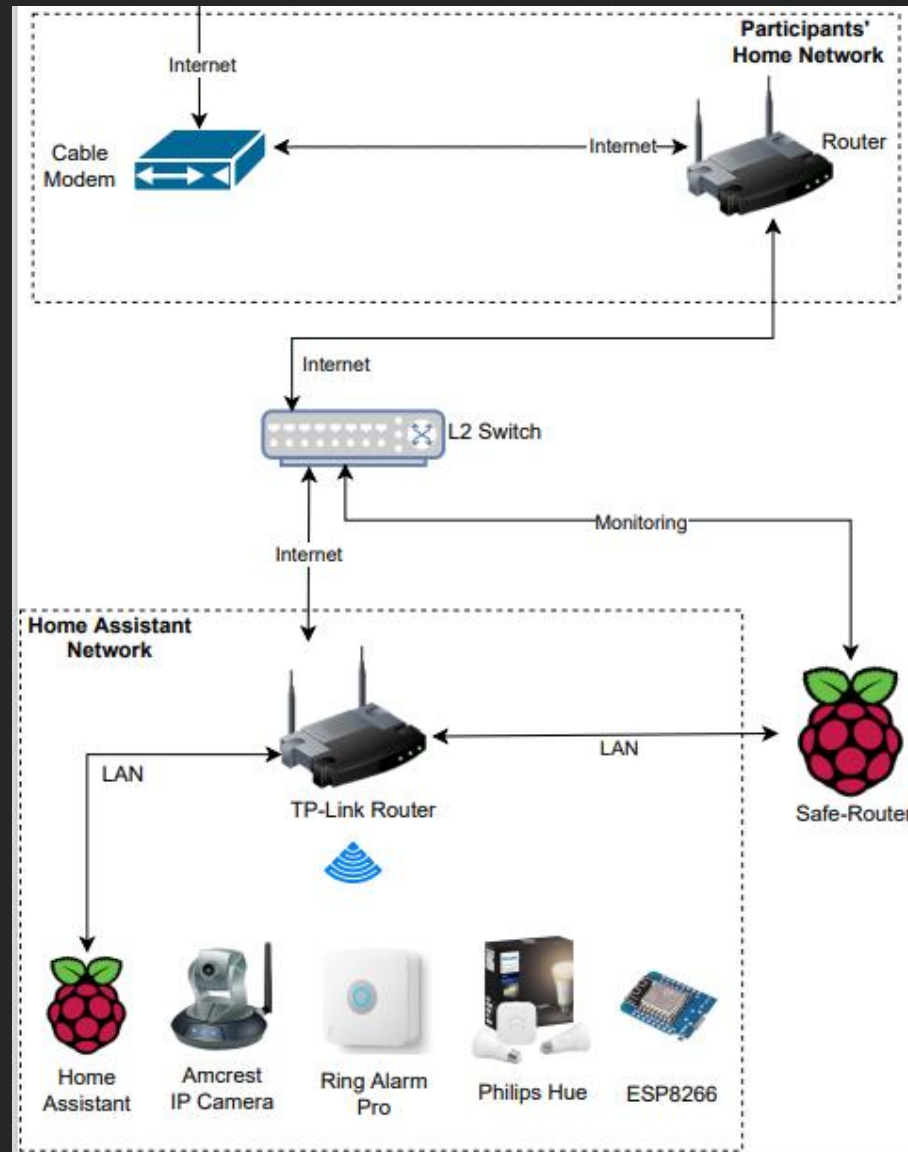 Participants'
Home Network
Internet
Cable
Modem
Internet
Router
Internet
L2 Switch
Monitoring
Internet
Home Assistant
Network
LAN
LAN
TP-Link Router
Safe-Router
Home
Assistant
Amcrest
IP Camera
Ring Alarm
Pro
Philips Hue
ESP8266